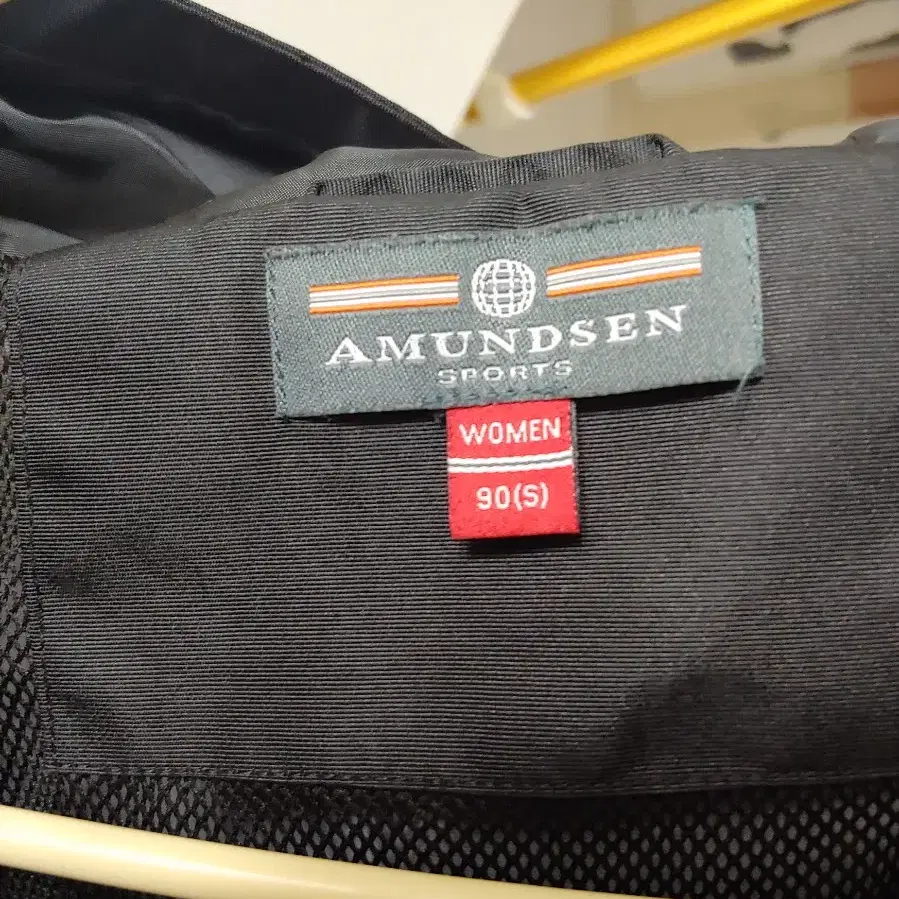 AMUNDSEN
SPORTS
WOMEN
90(S)